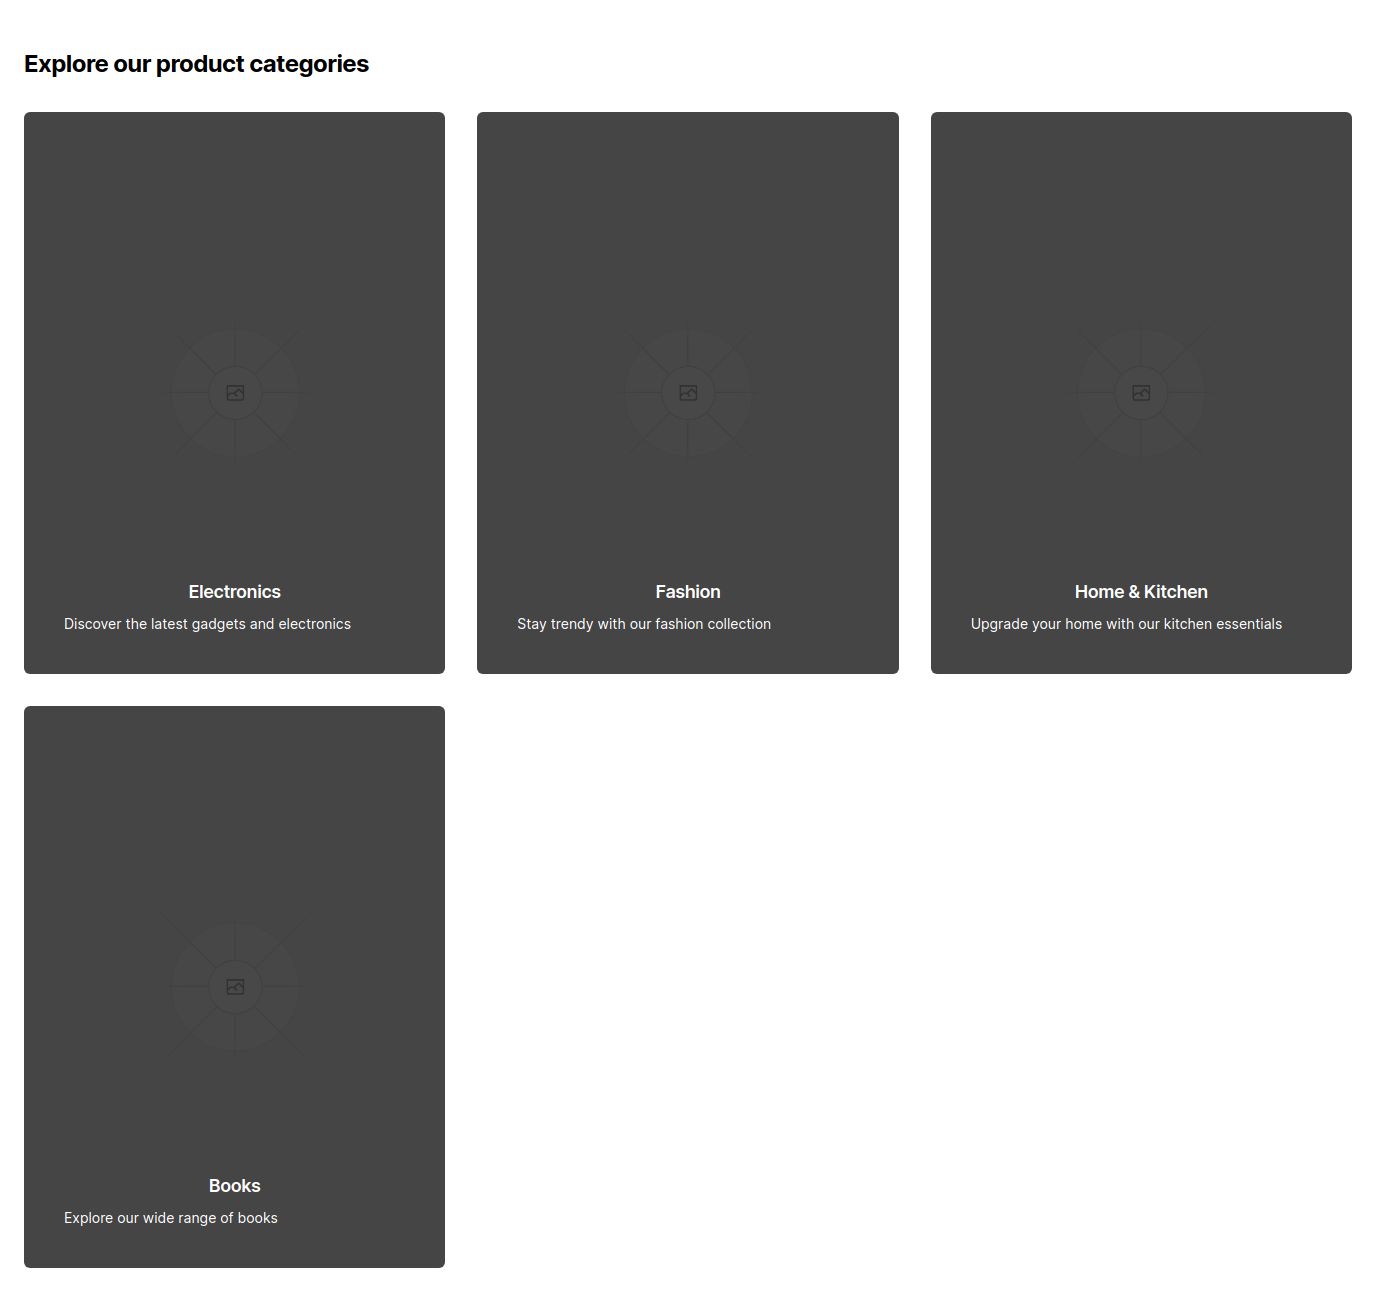 Explore our product categories
Electronics
Discover the latest gadgets and electronics
Fashion
Stay trendy with our fashion collection
Home & Kitchen
Upgrade your home with our kitchen essentials
Books
Explore our wide range of books